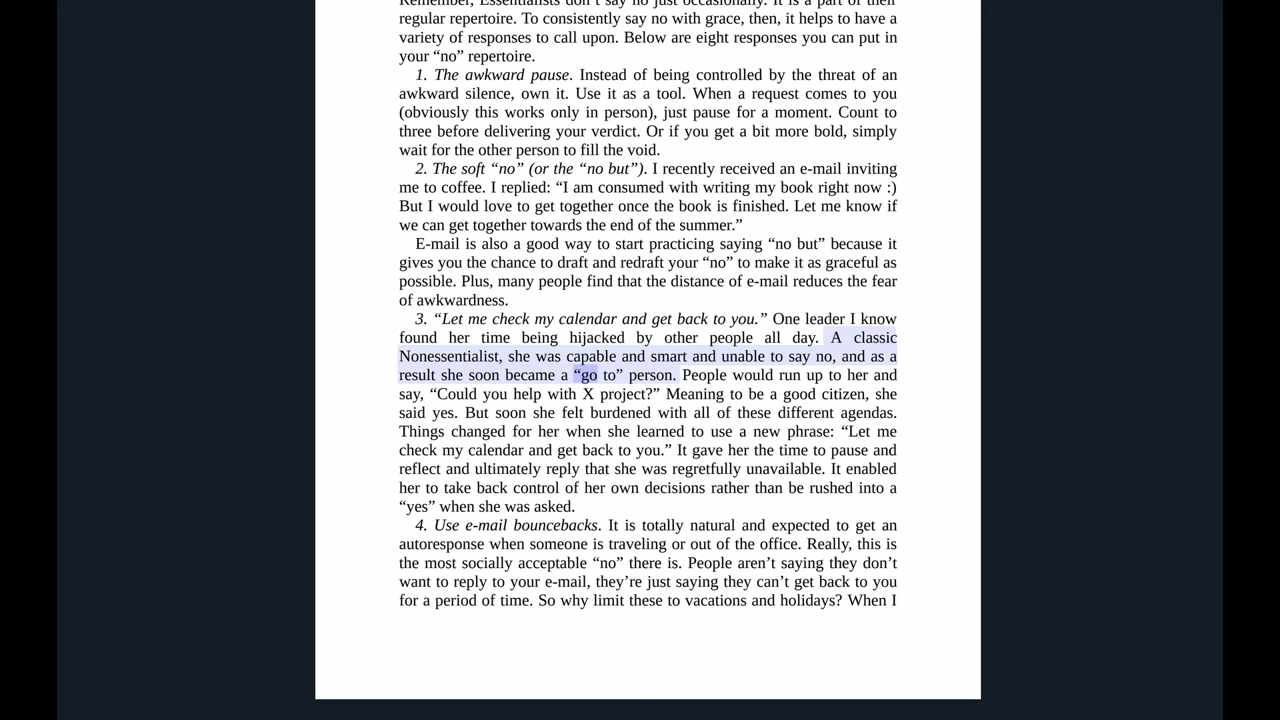 Remember, Essentialists don’t say no just occasionally. It is a part of their
regular repertoire. To consistently say no with grace, then, it helps to have a
variety of responses to call upon. Below are eight responses you can put in
your “no” repertoire.
1. The awkward pause. Instead of being controlled by the threat of an
awkward silence, own it. Use it as a tool. When a request comes to you
(obviously this works only in person), just pause for a moment. Count to
three before delivering your verdict. Or if you get a bit more bold, simply
wait for the other person to fill the void.
2. The soft “no” (or the “no but”). I recently received an e-mail inviting
me to coffee. I replied: “I am consumed with writing my book right now :)
But I would love to get together once the book is finished. Let me know if
we can get together towards the end of the summer.”
E-mail is also a good way to start practicing saying “no but” because it
gives you the chance to draft and redraft your “no” to make it as graceful as
possible. Plus, many people find that the distance of e-mail reduces the fear
of awkwardness.
3. “Let me check my calendar and get back to you.” One leader I know
found her time being hijacked by other people all day. A classic
Nonessentialist, she was capable and smart and unable to say no, and as a
result she soon became a “go to” person. People would run up to her and
say, “Could you help with X project?” Meaning to be a good citizen, she
said yes. But soon she felt burdened with all of these different agendas.
Things changed for her when she learned to use a new phrase: “Let me
check my calendar and get back to you.” It gave her the time to pause and
reflect and ultimately reply that she was regretfully unavailable. It enabled
her to take back control of her own decisions rather than be rushed into a
“yes” when she was asked.
4. Use e-mail bouncebacks. It is totally natural and expected to get an
autoresponse when someone is traveling or out of the office. Really, this is
the most socially acceptable “no” there is. People aren’t saying they don’t
want to reply to your e-mail, they’re just saying they can’t get back to you
for a period of time. So why limit these to vacations and holidays? When I